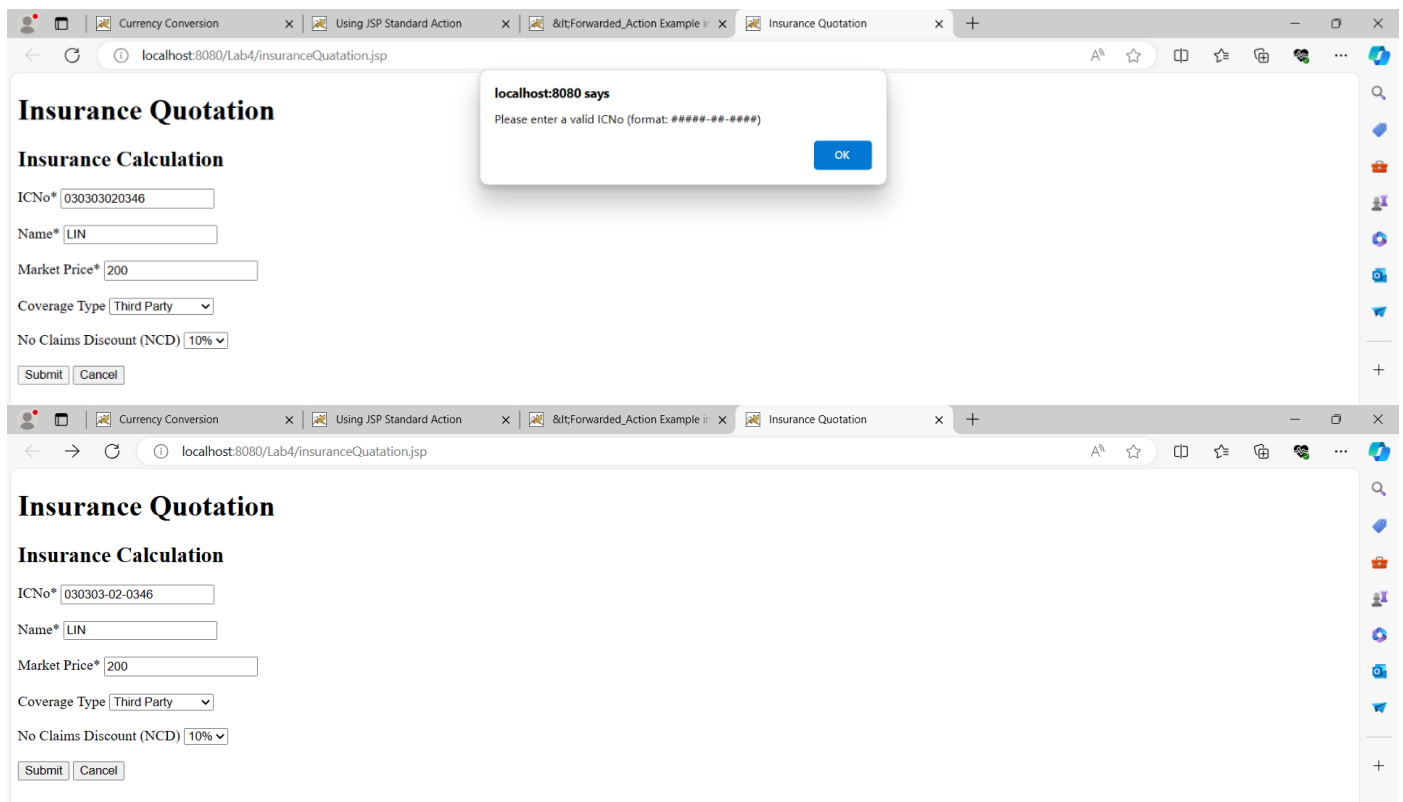 Currency Conversion Using JSP Standard Action &lt;Forwarded_Action Example in Insurance Quotation
localhost:8080/Lab4/insuranceQuatation.jsp
localhost:8080 says
Please enter a valid ICNo (format: #####-##-####)
OK
Insurance Quotation
Insurance Calculation
ICNo* 030303020346
Name* LIN
Market Price* 200
Coverage Type Third Party
No Claims Discount (NCD) 10%
Submit Cancel
Currency Conversion Using JSP Standard Action &lt;Forwarded_Action Example in Insurance Quotation
localhost:8080/Lab4/insuranceQuatation.jsp
Insurance Quotation
Insurance Calculation
ICNo* 030303-02-0346
Name* LIN
Market Price* 200
Coverage Type Third Party
No Claims Discount (NCD) 10%
Submit Cancel